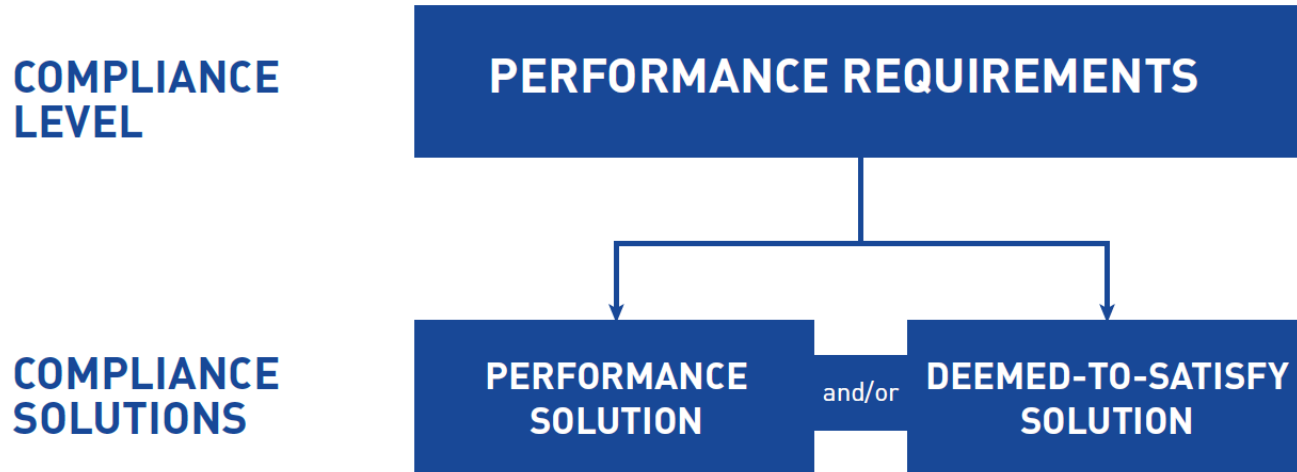 COMPLIANCE
LEVEL
PERFORMANCE REQUIREMENTS
COMPLIANCE
SOLUTIONS
PERFORMANCE
SOLUTION
and/or
DEEMED-TO-SATISFY
SOLUTION